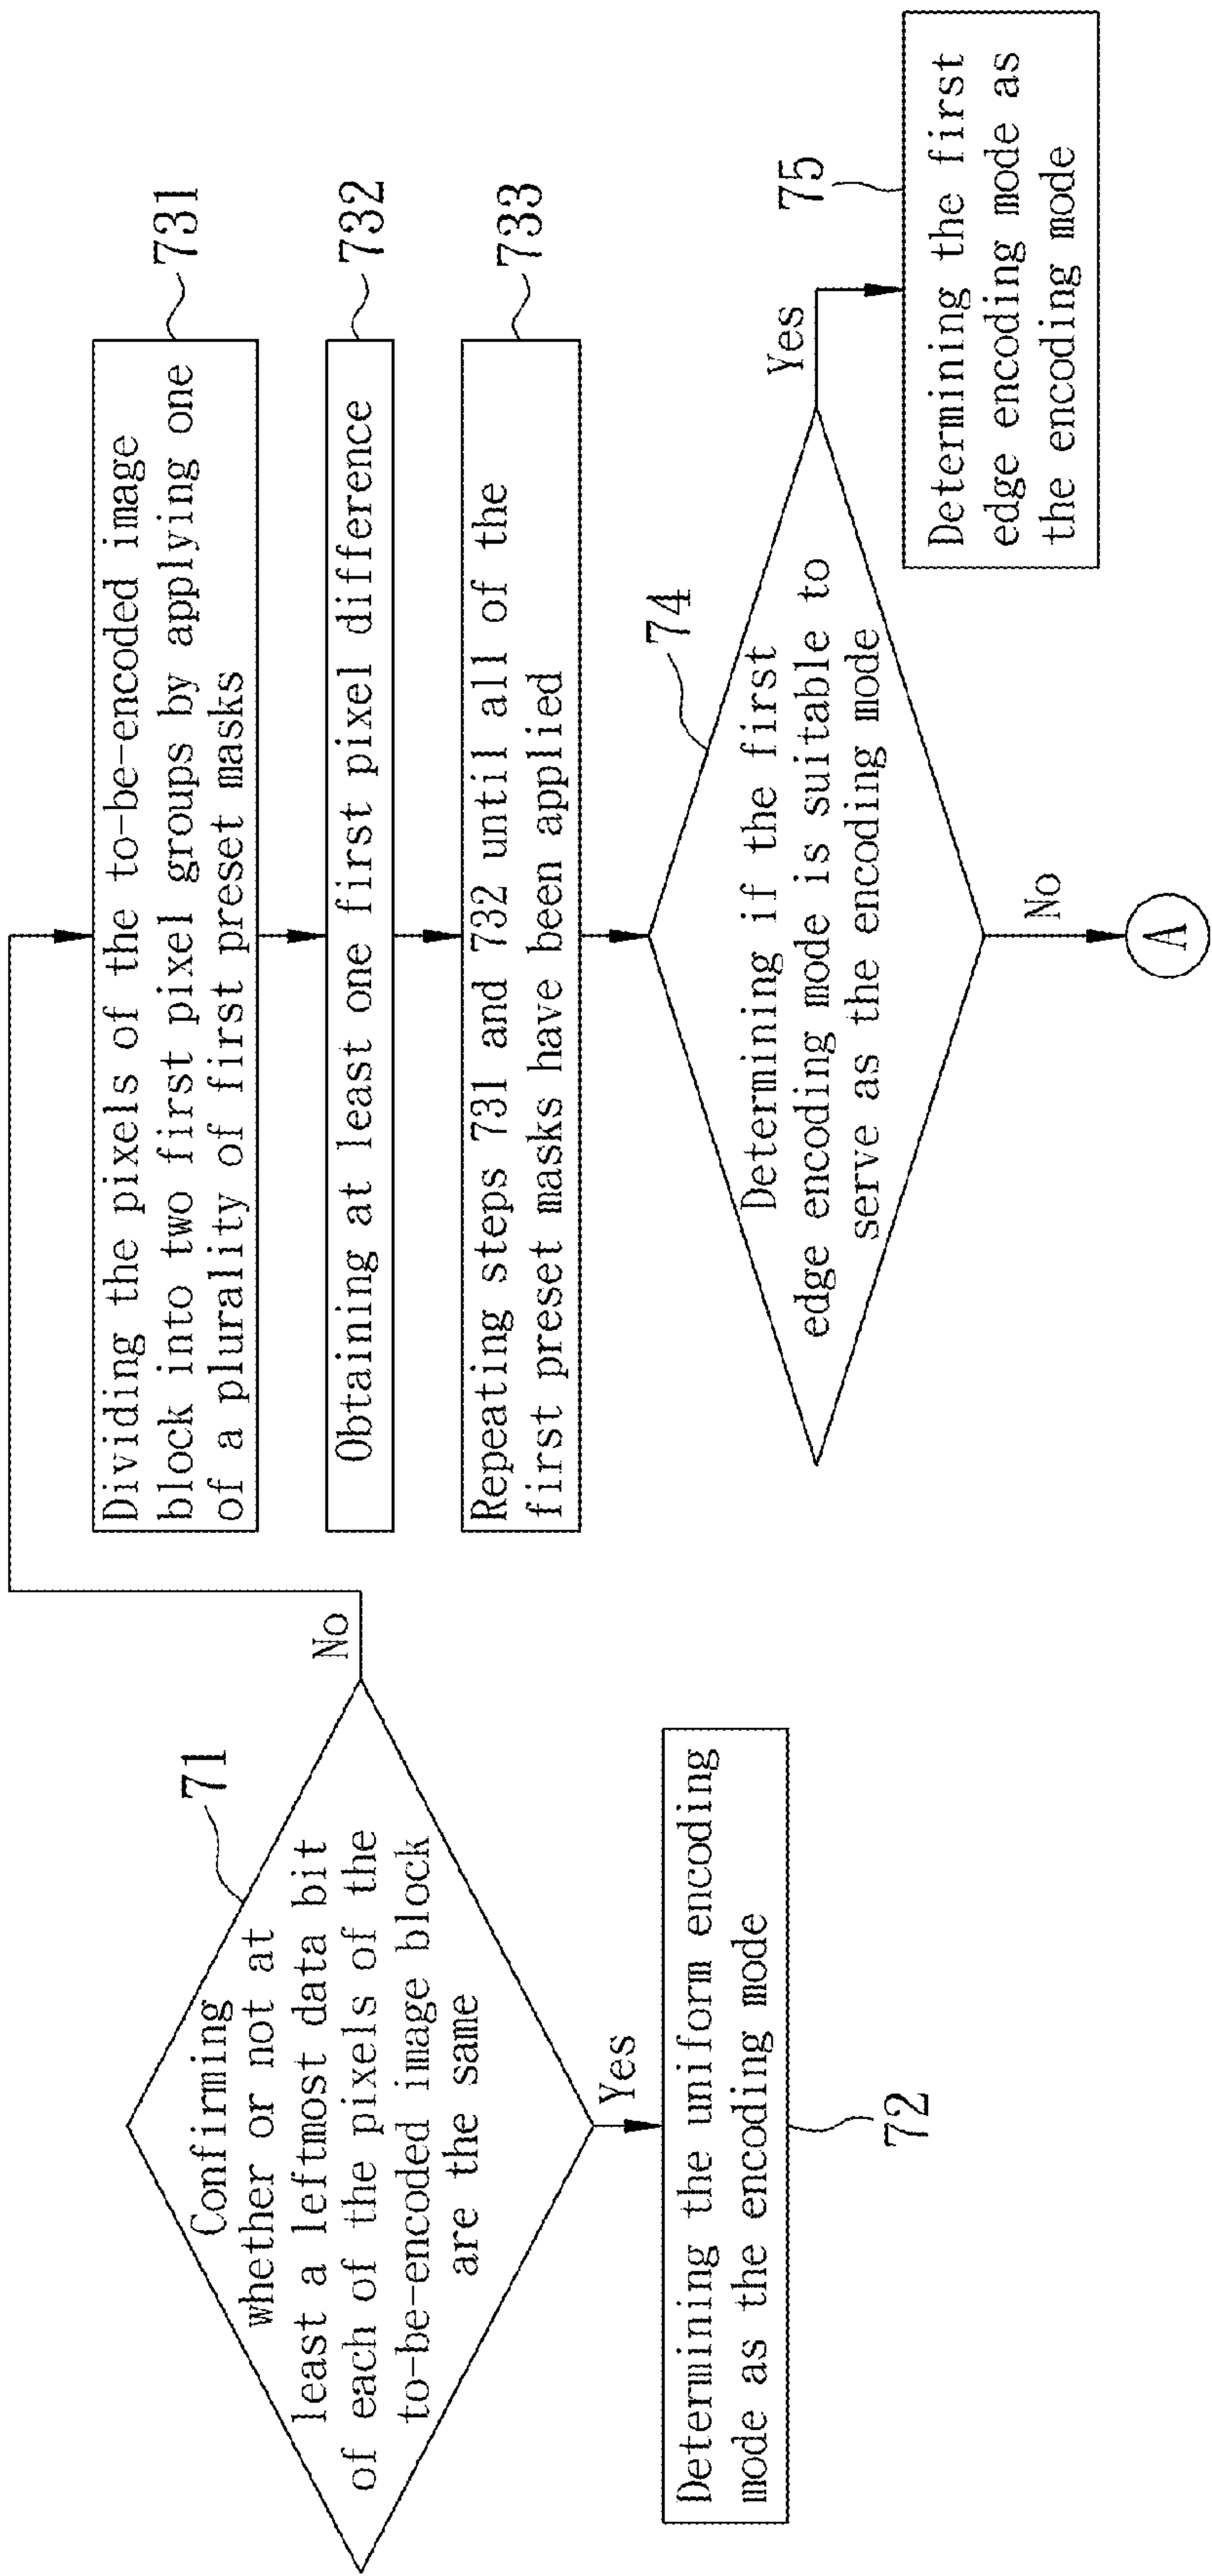 71
Confirming
whether or not at
least a leftmost data bit
of each of the pixels of the
to-be-encoded image block
are the same
No
Yes
Determining the uniform encoding
mode as the encoding mode
72
731
Dividing the pixels of the to-be-encoded image
block into two first pixel groups by applying one
of a plurality of first preset masks
732
Obtaining at least one first pixel difference
733
Repeating steps 731 and 732 until all of the
first preset masks have been applied
74
Determining if the first
edge encoding mode is suitable to
serve as the encoding mode
Yes
75
Determining the first
edge encoding mode as
the encoding mode
No
A